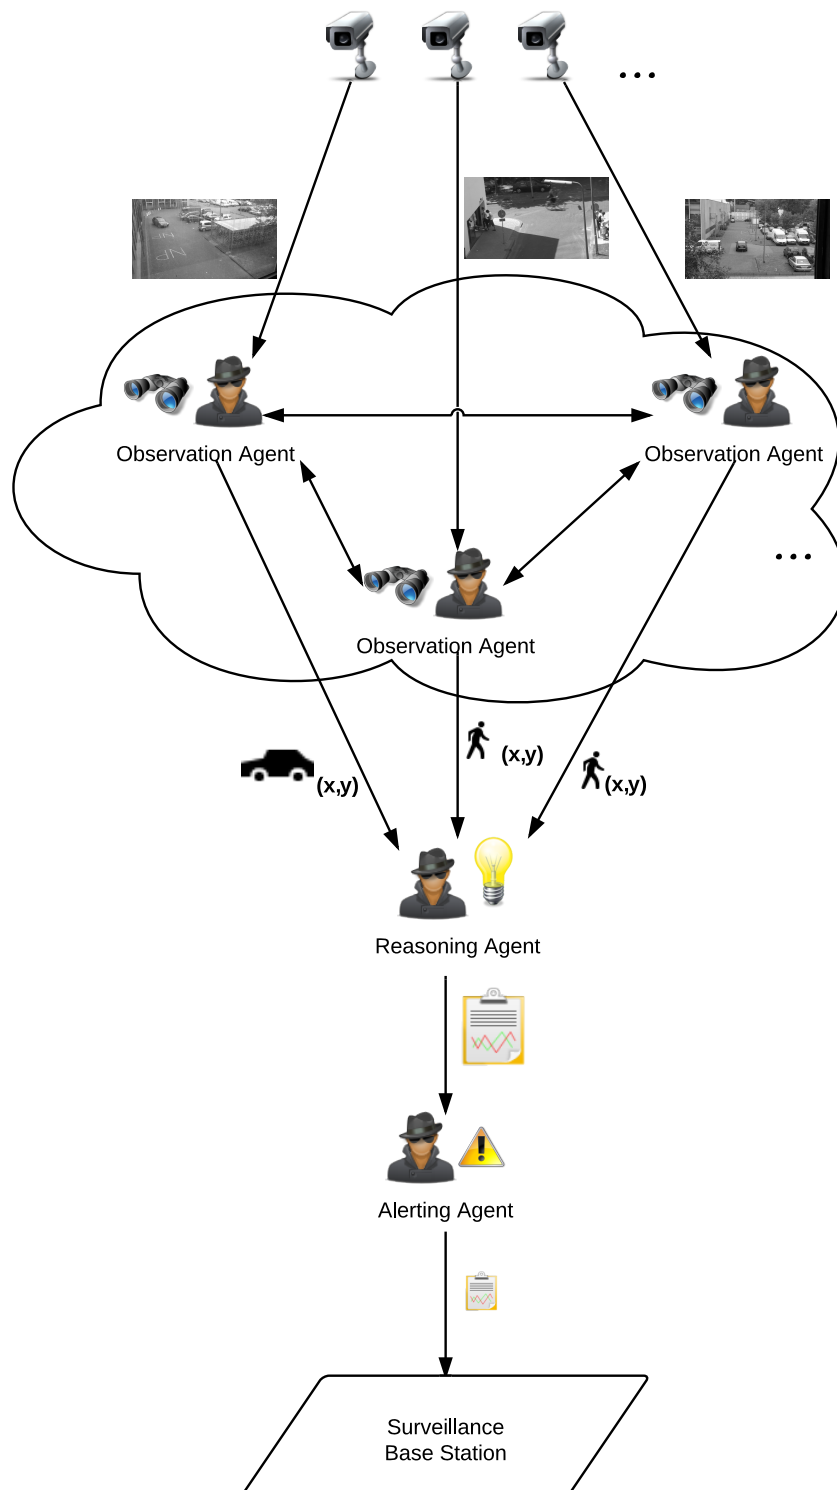 ...
Observation Agent
Observation Agent
...
Observation Agent
(x,y)
(x,y)
(x,y)
Reasoning Agent
Alerting Agent
Surveillance
Base Station